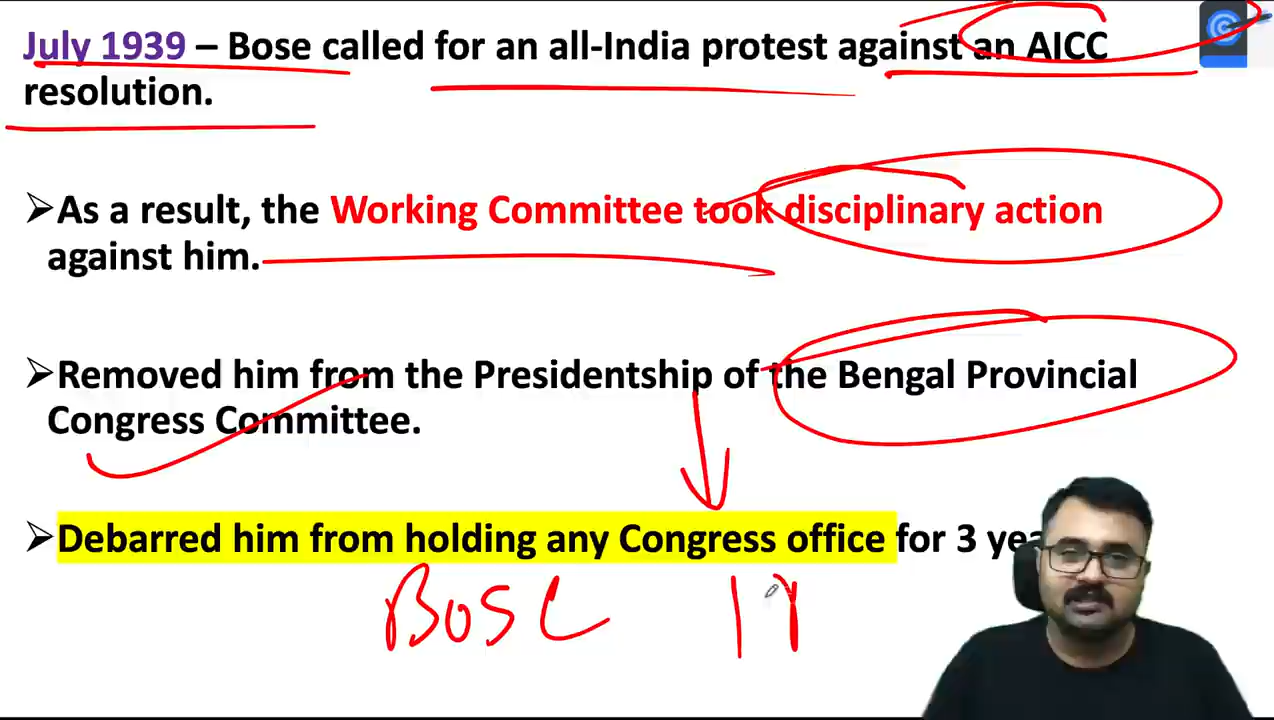 July 1939 – Bose called for an all-India protest against an AICC
resolution.
➢As a result, the Working Committee took disciplinary action
against him.
➢Removed him from the Presidentship of the Bengal Provincial
Congress Committee.
➢Debarred him from holding any Congress office for 3
Bose